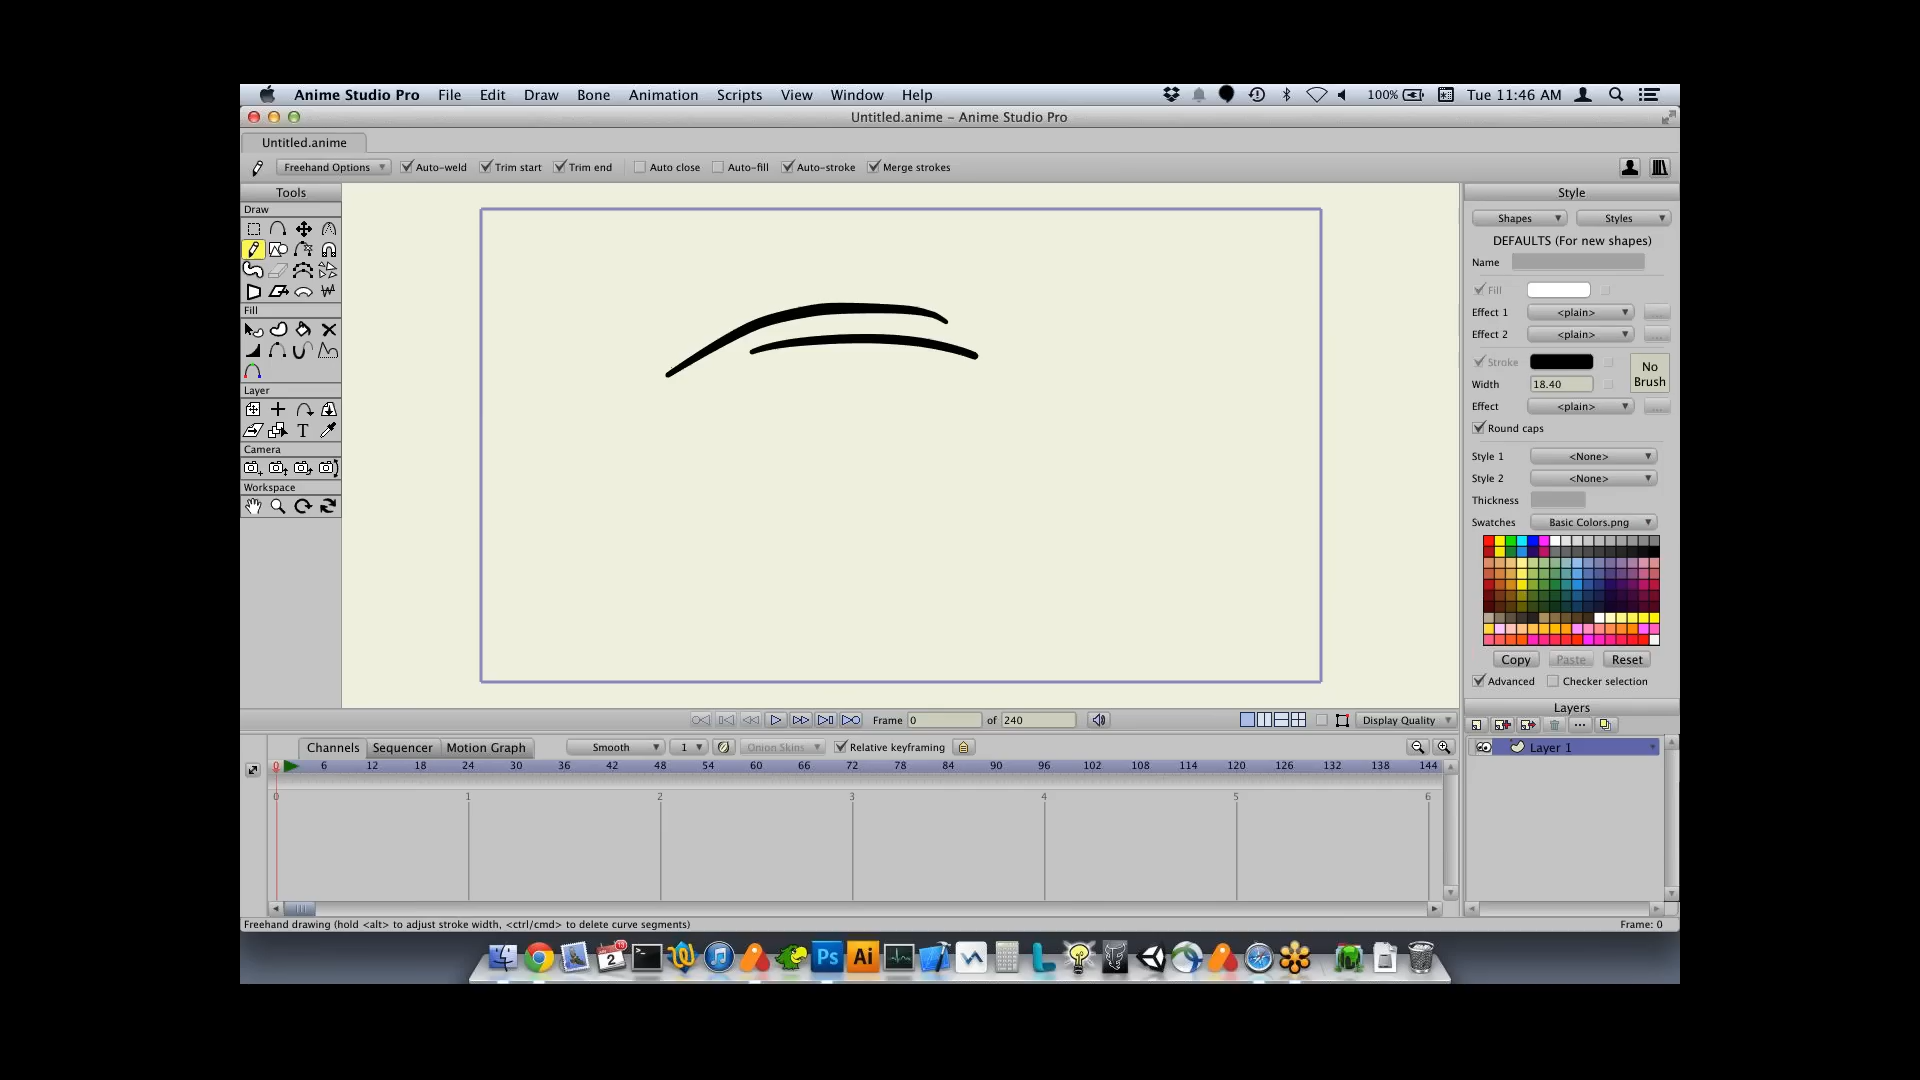 Anime Studio Pro File Edit Draw Bone Animation Scripts View Window Help 100% Tue 11:46 AM
Untitled.anime – Anime Studio Pro
Untitled.anime
Freehand Options Auto-weld Trim start Trim end Auto close Auto-fill Auto-stroke Merge strokes
Tools
Draw
Fill
Layer
T
Camera
Workspace
Style
Shapes Styles
DEFAULTS (For new shapes)
Name
Fill
Effect 1 <plain> ...
Effect 2 <plain> ...
Stroke
No Brush
Width 18.40
Effect <plain> ...
Round caps
Style 1 <None>
Style 2 <None>
Thickness
Swatches Basic Colors.png
Copy Paste Reset
Advanced Checker selection
Frame 0 of 240 Display Quality
Layers
Layer 1
Channels Sequencer Motion Graph Smooth 1 Onion Skins Relative keyframing
0 6 12 18 24 30 36 42 48 54 60 66 72 78 84 90 96 102 108 114 120 126 132 138 144
0 1 2 3 4 5 6
Freehand drawing (hold <alt> to adjust stroke width, <ctrl/cmd> to delete curve segments) Frame: 0
2 Ps Ai